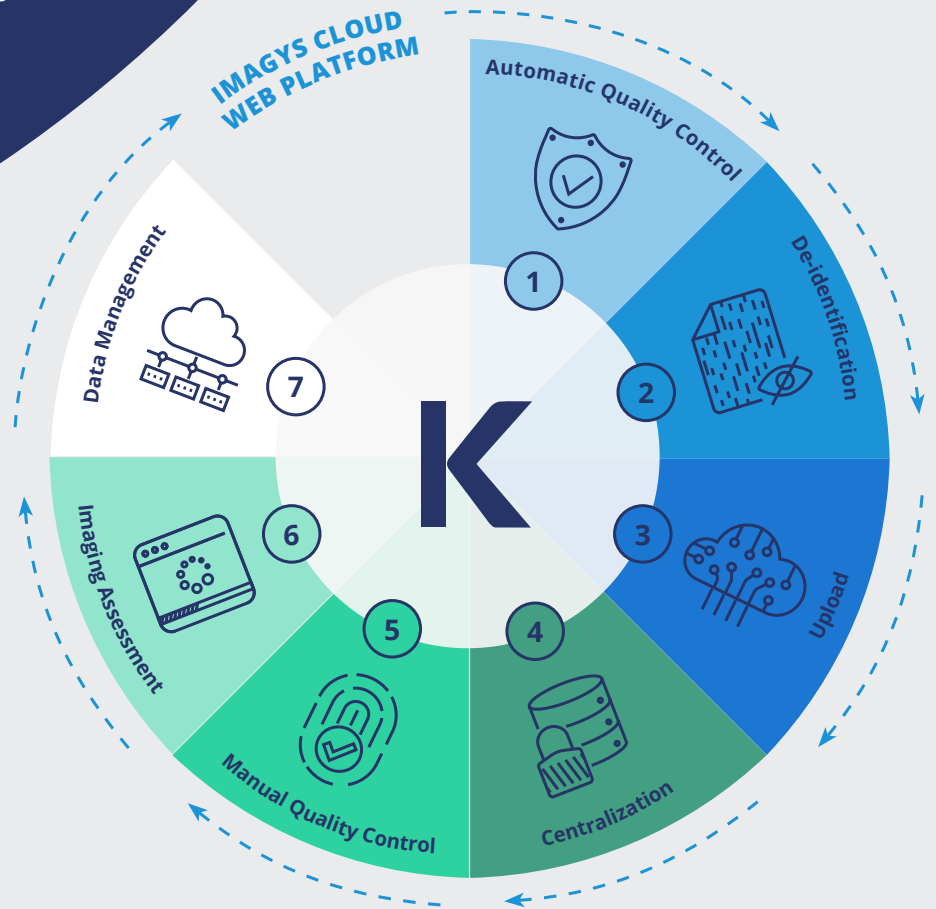 IMAGYS CLOUD
WEB PLATFORM
Automatic Quality Control
1
De-identification
2
3
Upload
4
Centralization
5
Manual Quality Control
6
Imaging Assessment
7
Data Management
K